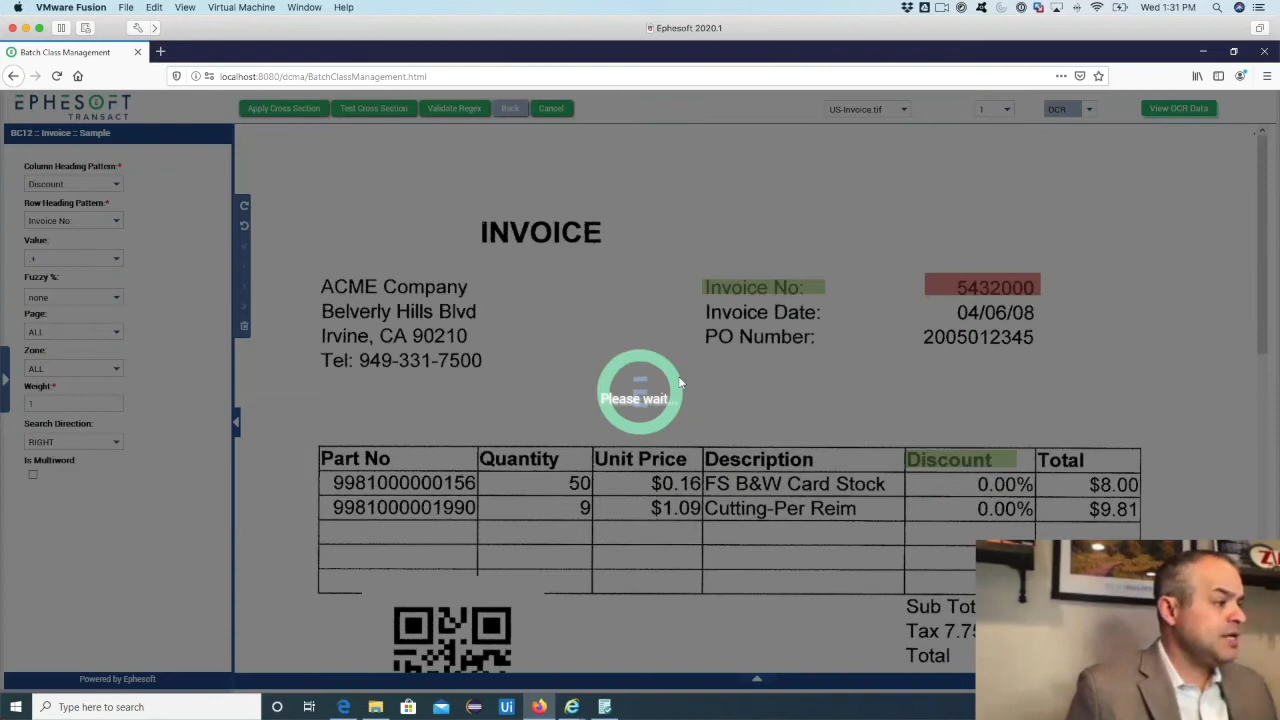 VMware Fusion File Edit View Virtual Machine Window Help Wed 1:31 PM
Ephesoft 2020.1
Batch Class Management
localhost:8080/dcma/BatchClassManagement.html
EPHESOFT
TRANSACT
Apply Cross Section Test Cross Section Validate Regex Back Cancel US-Invoice.tif 1 OCR View OCR Data
BC12 :: Invoice :: Sample
Column Heading Pattern:*
Discount
Row Heading Pattern:*
Invoice No:
Value:
.+
Fuzzy %:
none
Page:
ALL
Zone:
ALL
Weight:*
1
Search Direction:
RIGHT
Is Multiword:
INVOICE
ACME Company Invoice No: 5432000
Belverly Hills Blvd Invoice Date: 04/06/08
Irvine, CA 90210 PO Number: 2005012345
Tel: 949-331-7500
Please wait...
Part No Quantity Unit Price Description Discount Total
9981000000156 50 $0.16 FS B&W Card Stock 0.00% $8.00
9981000001990 9 $1.09 Cutting-Per Reim 0.00% $9.81
Sub Tot
Tax 7.75
Total
Powered by Ephesoft
Type here to search
Ui